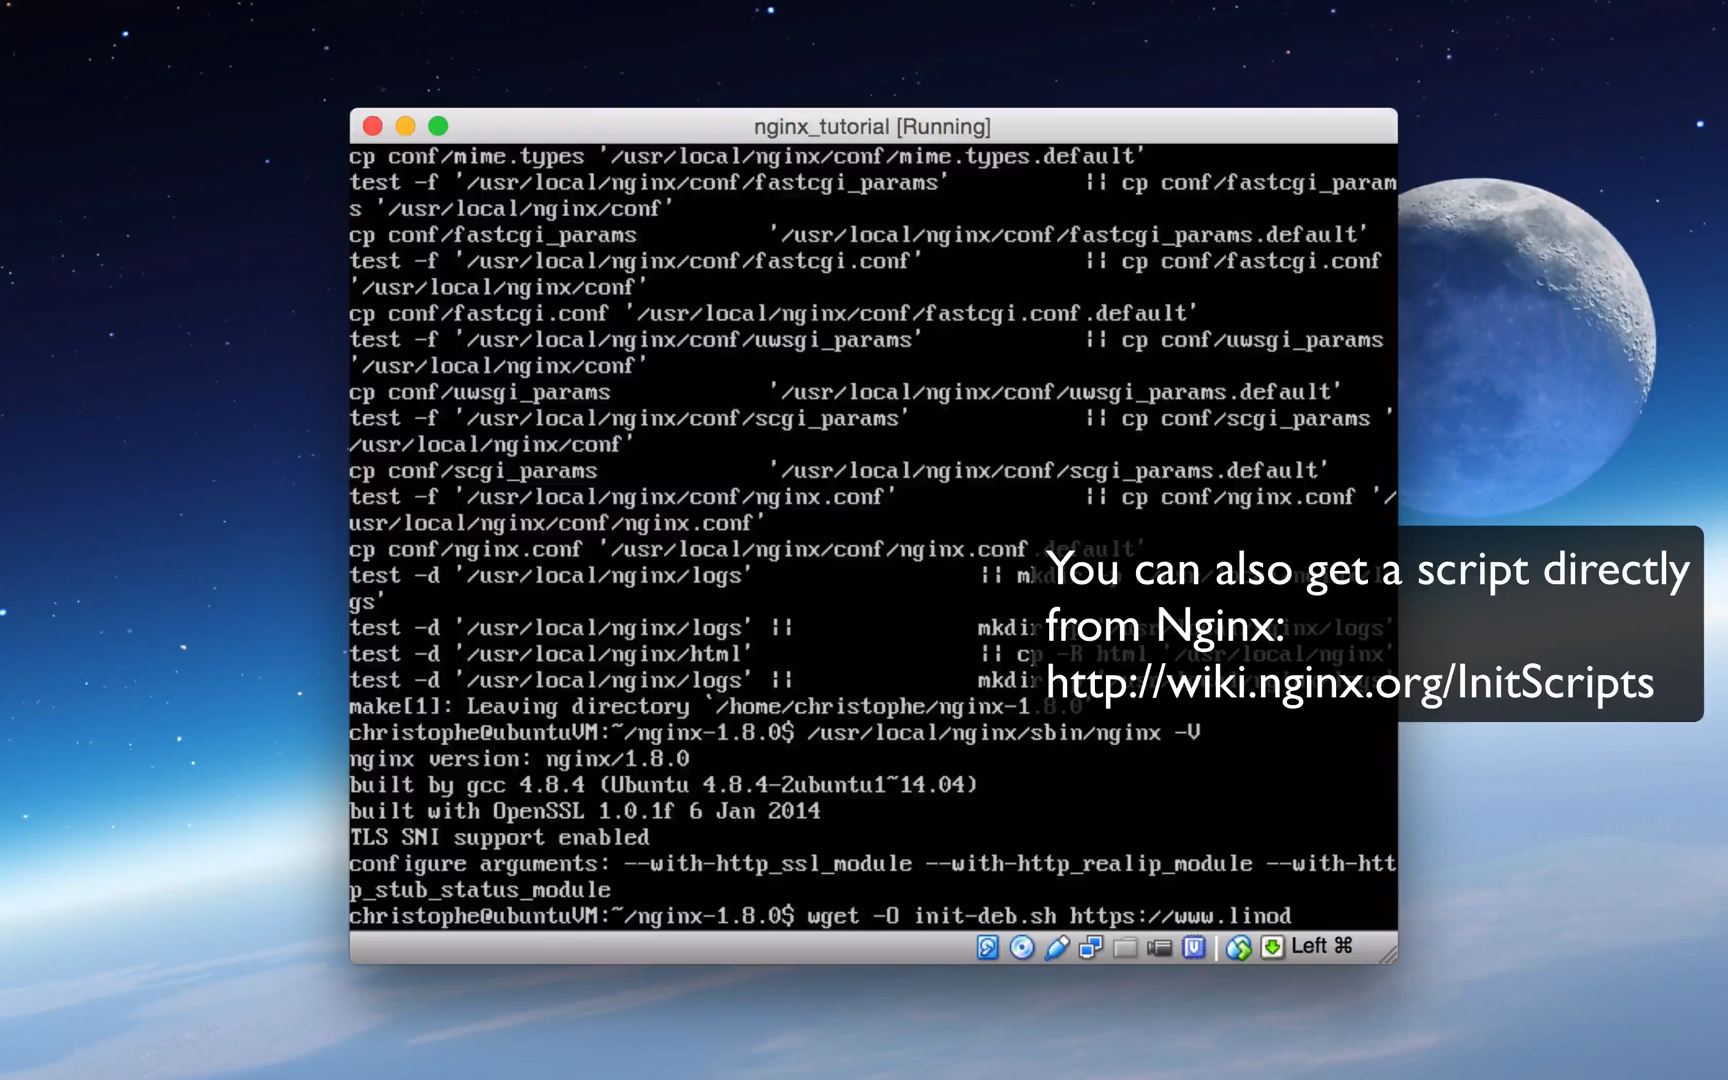 nginx_tutorial [Running]
cp conf/mime.types '/usr/local/nginx/conf/mime.types.default'
test -f '/usr/local/nginx/conf/fastcgi_params' || cp conf/fastcgi_param
s '/usr/local/nginx/conf'
cp conf/fastcgi_params '/usr/local/nginx/conf/fastcgi_params.default'
test -f '/usr/local/nginx/conf/fastcgi.conf' || cp conf/fastcgi.conf
'/usr/local/nginx/conf'
cp conf/fastcgi.conf '/usr/local/nginx/conf/fastcgi.conf.default'
test -f '/usr/local/nginx/conf/uwsgi_params' || cp conf/uwsgi_params
'/usr/local/nginx/conf'
cp conf/uwsgi_params '/usr/local/nginx/conf/uwsgi_params.default'
test -f '/usr/local/nginx/conf/scgi_params' || cp conf/scgi_params '
/usr/local/nginx/conf'
cp conf/scgi_params '/usr/local/nginx/conf/scgi_params.default'
test -f '/usr/local/nginx/conf/nginx.conf' || cp conf/nginx.conf '/
usr/local/nginx/conf/nginx.conf'
cp conf/nginx.conf '/usr/local/nginx/conf/nginx.conf.default'
test -d '/usr/local/nginx/logs' ||
gs'
test -d '/usr/local/nginx/logs' ||
test -d '/usr/local/nginx/html' || cp -R html '/usr/local/nginx'
test -d '/usr/local/nginx/logs' ||
make[1]: Leaving directory `/home/christophe/nginx-1.8.0'
christophe@ubuntuVM:~/nginx-1.8.0$ /usr/local/nginx/sbin/nginx -V
nginx version: nginx/1.8.0
built by gcc 4.8.4 (Ubuntu 4.8.4-2ubuntu1~14.04)
built with OpenSSL 1.0.1f 6 Jan 2014
TLS SNI support enabled
configure arguments: --with-http_ssl_module --with-http_realip_module --with-htt
p_stub_status_module
christophe@ubuntuVM:~/nginx-1.8.0$ wget -O init-deb.sh https://www.linod
You can also get a script directly
from Nginx:
http://wiki.nginx.org/InitScripts
Left ⌘